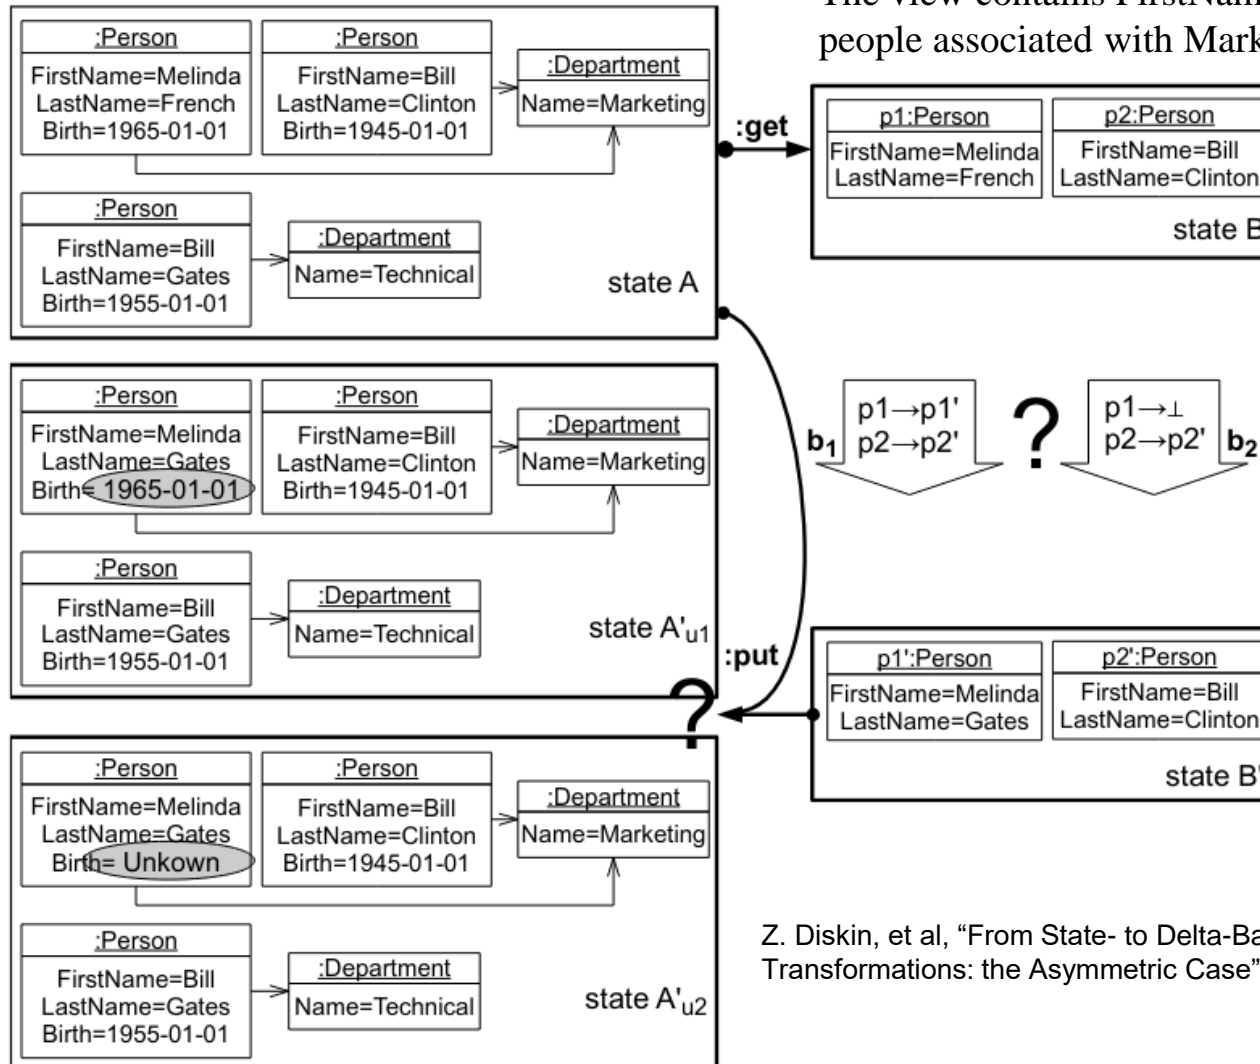 The view contains FirstNam
people associated with Mark
:Person
FirstName=Melinda
LastName=French
Birth=1965-01-01
:Person
FirstName=Bill
LastName=Clinton
Birth=1945-01-01
:Department
Name=Marketing
:Person
FirstName=Bill
LastName=Gates
Birth=1955-01-01
:Department
Name=Technical
state A
:get
p1:Person
FirstName=Melinda
LastName=French
p2:Person
FirstName=Bill
LastName=Clinton
state B
:Person
FirstName=Melinda
LastName=Gates
Birth= 1965-01-01
:Person
FirstName=Bill
LastName=Clinton
Birth=1945-01-01
:Department
Name=Marketing
:Person
FirstName=Bill
LastName=Gates
Birth=1955-01-01
:Department
Name=Technical
state A'u1
b1
p1→p1'
p2→p2'
?
p1→⊥
p2→p2'
b2
:put
?
p1':Person
FirstName=Melinda
LastName=Gates
p2':Person
FirstName=Bill
LastName=Clinton
state B'
:Person
FirstName=Melinda
LastName=Gates
Birth= Unkown
:Person
FirstName=Bill
LastName=Clinton
Birth=1945-01-01
:Department
Name=Marketing
:Person
FirstName=Bill
LastName=Gates
Birth=1955-01-01
:Department
Name=Technical
state A'u2
Z. Diskin, et al, “From State- to Delta-Ba
Transformations: the Asymmetric Case”